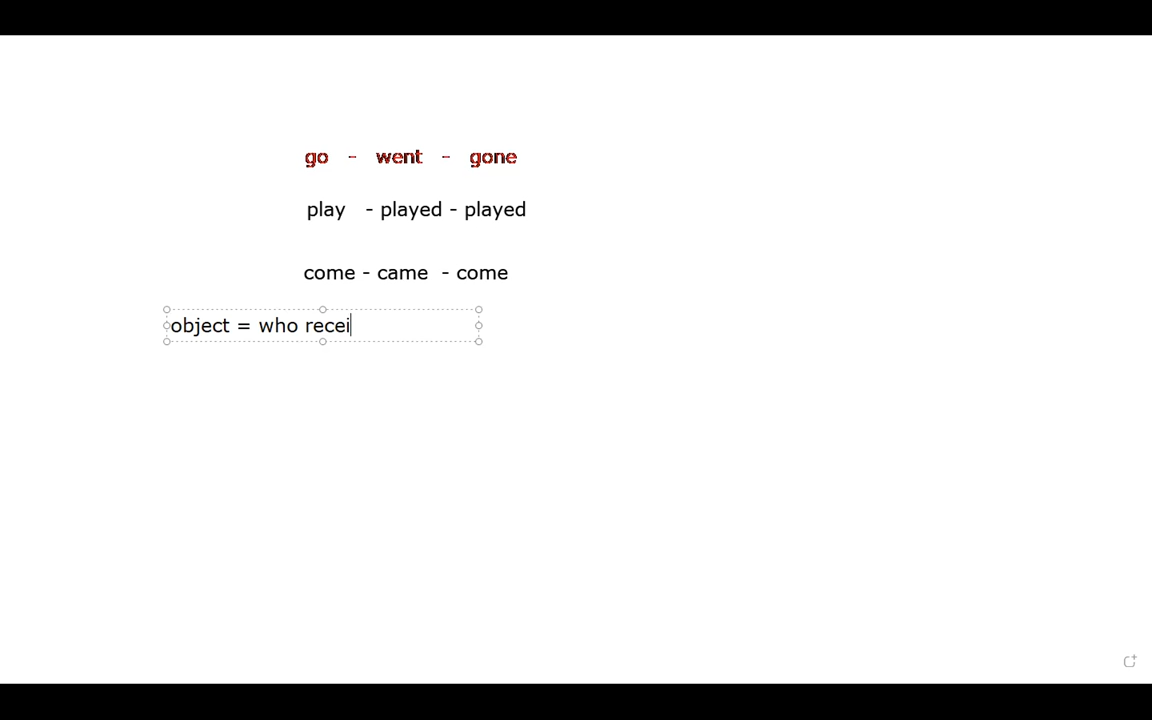 go - went - gone
play - played - played
come - came - come
object = who recei